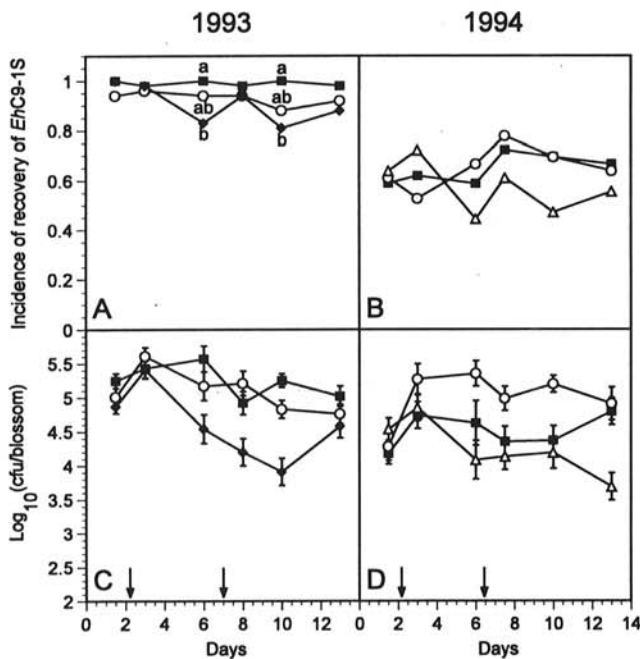 1993 1994
Incidence of recovery of EhC9-1S
1
0.8
0.6
0.4
0.2
0
a a
ab ab
b b
A B
Log10(cfu/blossom)
5.5
5
4.5
4
3.5
3
2.5
2
C D
0 2 4 6 8 10 12 0 2 4 6 8 10 12 14
Days Days